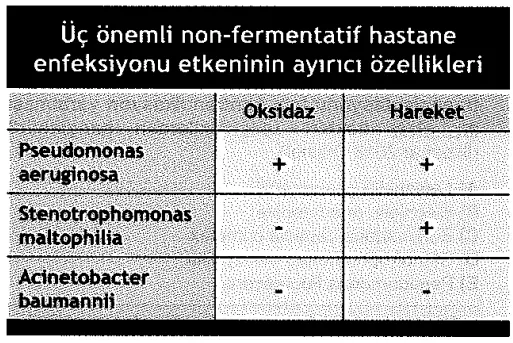 Üç önemli non-fermentatif hastane
enfeksiyonu etkeninin ayırıcı özellikleri
Oksidaz Hareket
Pseudomonas
aeruginosa + +
Stenotrophomonas
maltophilia - +
Acinetobacter
baumannii - -